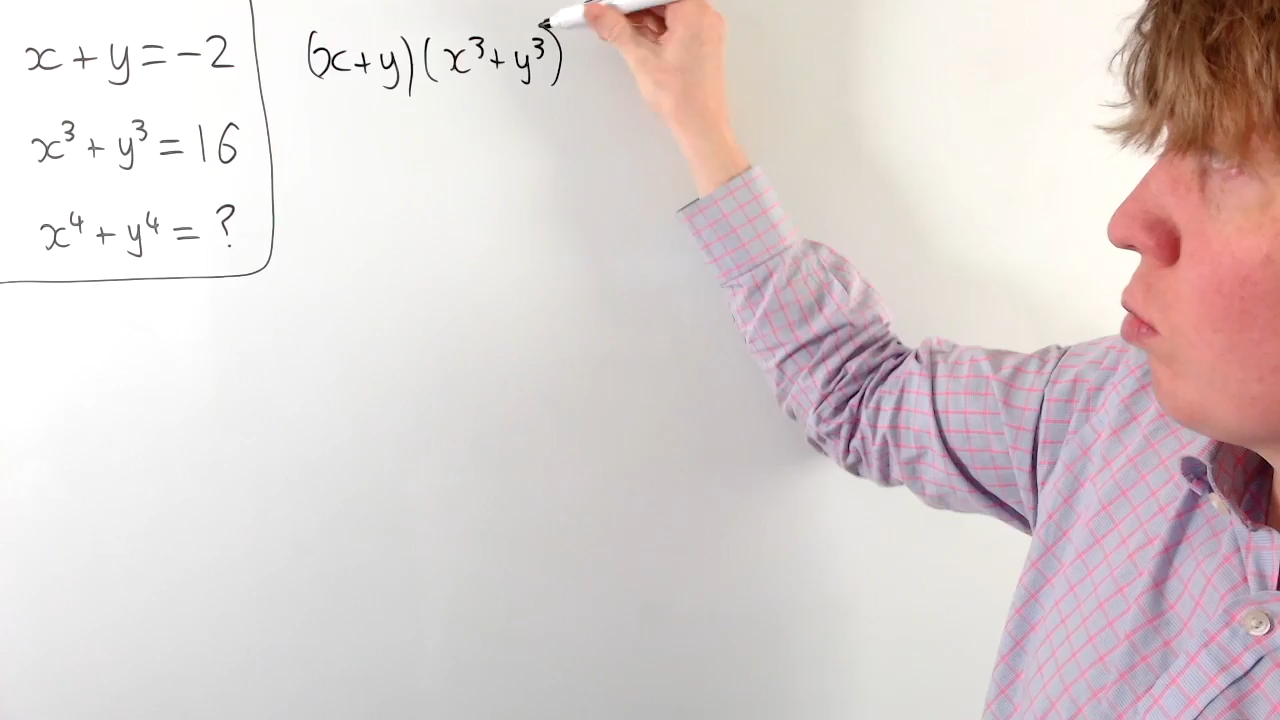 x + y = -2
x³ + y³ = 16
x⁴ + y⁴ = ?
(x+y)(x³+y³)